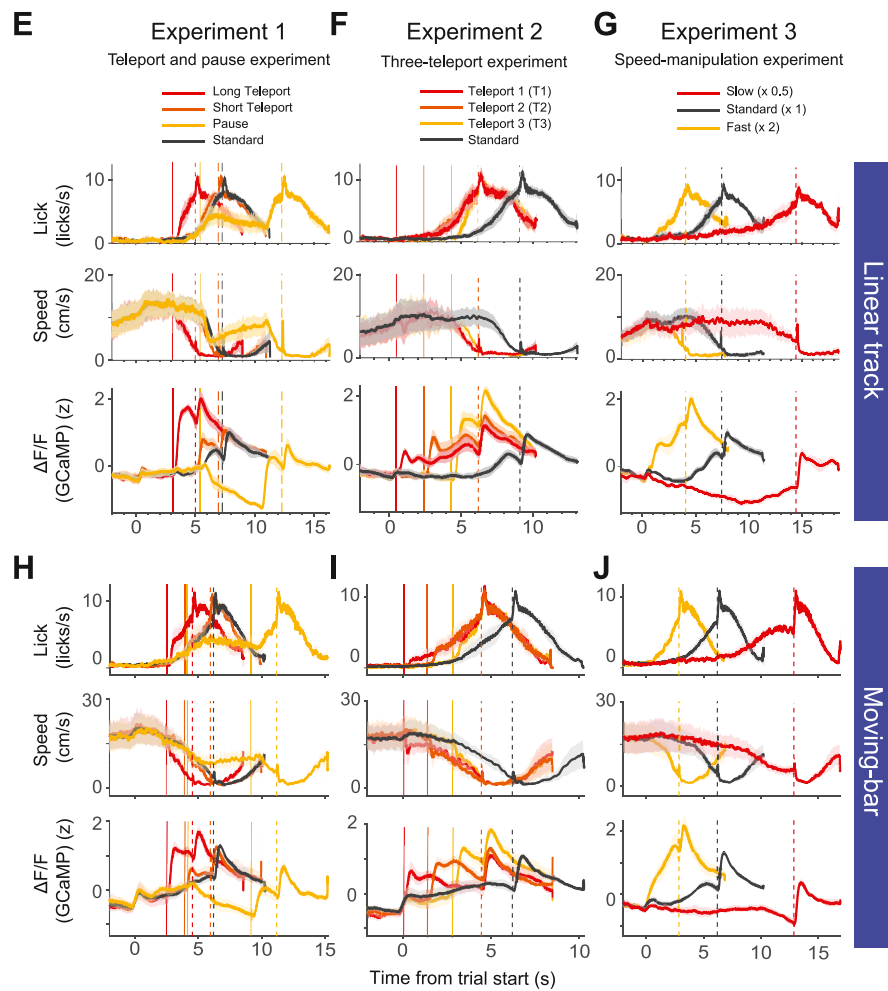 E
Experiment 1
Teleport and pause experiment
Long Teleport
Short Teleport
Pause
Standard
F
Experiment 2
Three-teleport experiment
Teleport 1 (T1)
Teleport 2 (T2)
Teleport 3 (T3)
Standard
G
Experiment 3
Speed-manipulation experiment
Slow (x 0.5)
Standard (x 1)
Fast (x 2)
Linear track
Lick
(licks/s)
10
0
10
0
10
0
Speed
(cm/s)
20
10
0
20
10
0
20
10
0
ΔF/F
(GCaMP) (z)
2
0
2
0
2
0
0 5 10 15
0 5 10
0 5 10 15
H
I
J
Moving-bar
Lick
(licks/s)
10
0
10
0
10
0
Speed
(cm/s)
30
0
30
0
30
0
ΔF/F
(GCaMP) (z)
2
0
2
0
2
0
0 5 10 15
0 5 10
0 5 10 15
Time from trial start (s)